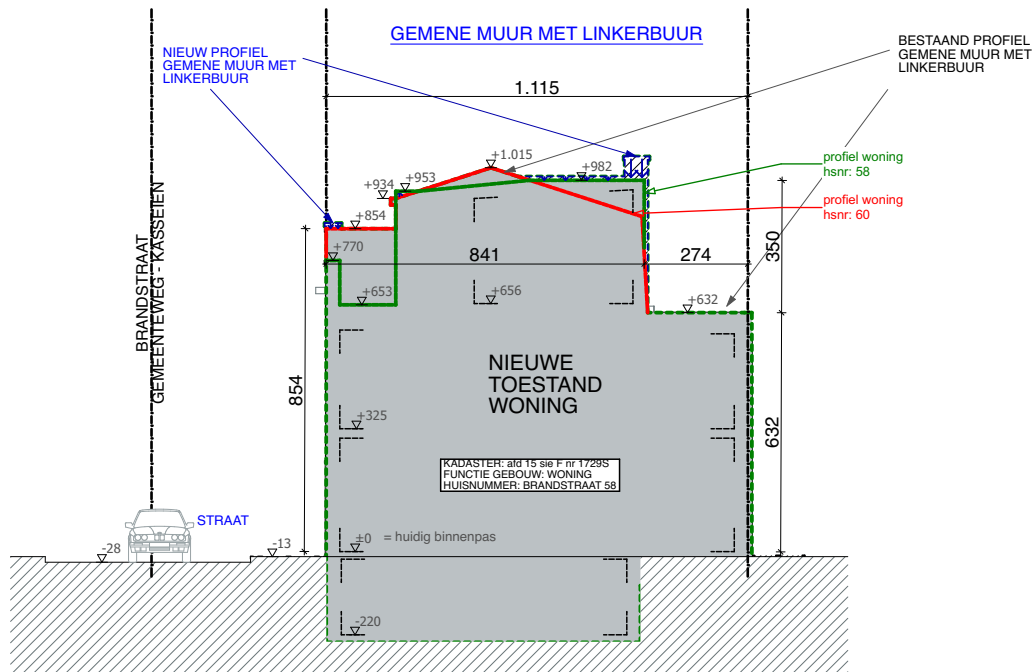 GEMENE MUUR MET LINKERBUUR
NIEUW PROFIEL
GEMENE MUUR MET
LINKERBUUR
BESTAAND PROFIEL
GEMENE MUUR MET
LINKERBUUR
1.115
+1.015
+982
+953
+934
+854
+770
+653
+656
+632
841
274
profiel woning
hsnr: 58
profiel woning
hsnr: 60
350
632
854
BRANDSTRAAT
GEMEENTEWEG - KASSEIEN
NIEUWE
TOESTAND
WONING
+325
KADASTER: afd 15 sie F nr 1729S
FUNCTIE GEBOUW: WONING
HUISNUMMER: BRANDSTRAAT 58
STRAAT
±0 = huidig binnenpas
-28
-13
-220